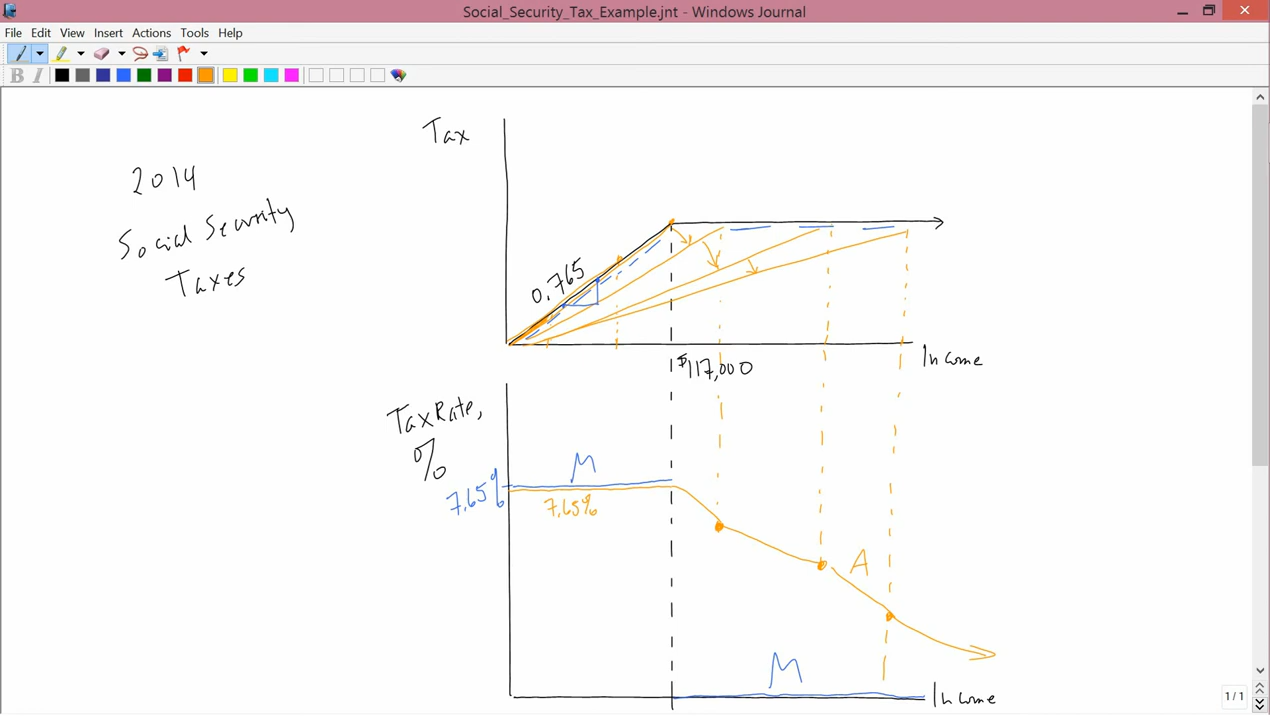 Social_Security_Tax_Example.jnt - Windows Journal
File Edit View Insert Actions Tools Help
B I
2014
Social Security
Taxes
Tax
0.765
$117,000
Income
Tax Rate,
%
7.65%
M
7.65%
A
M
Income
1/1